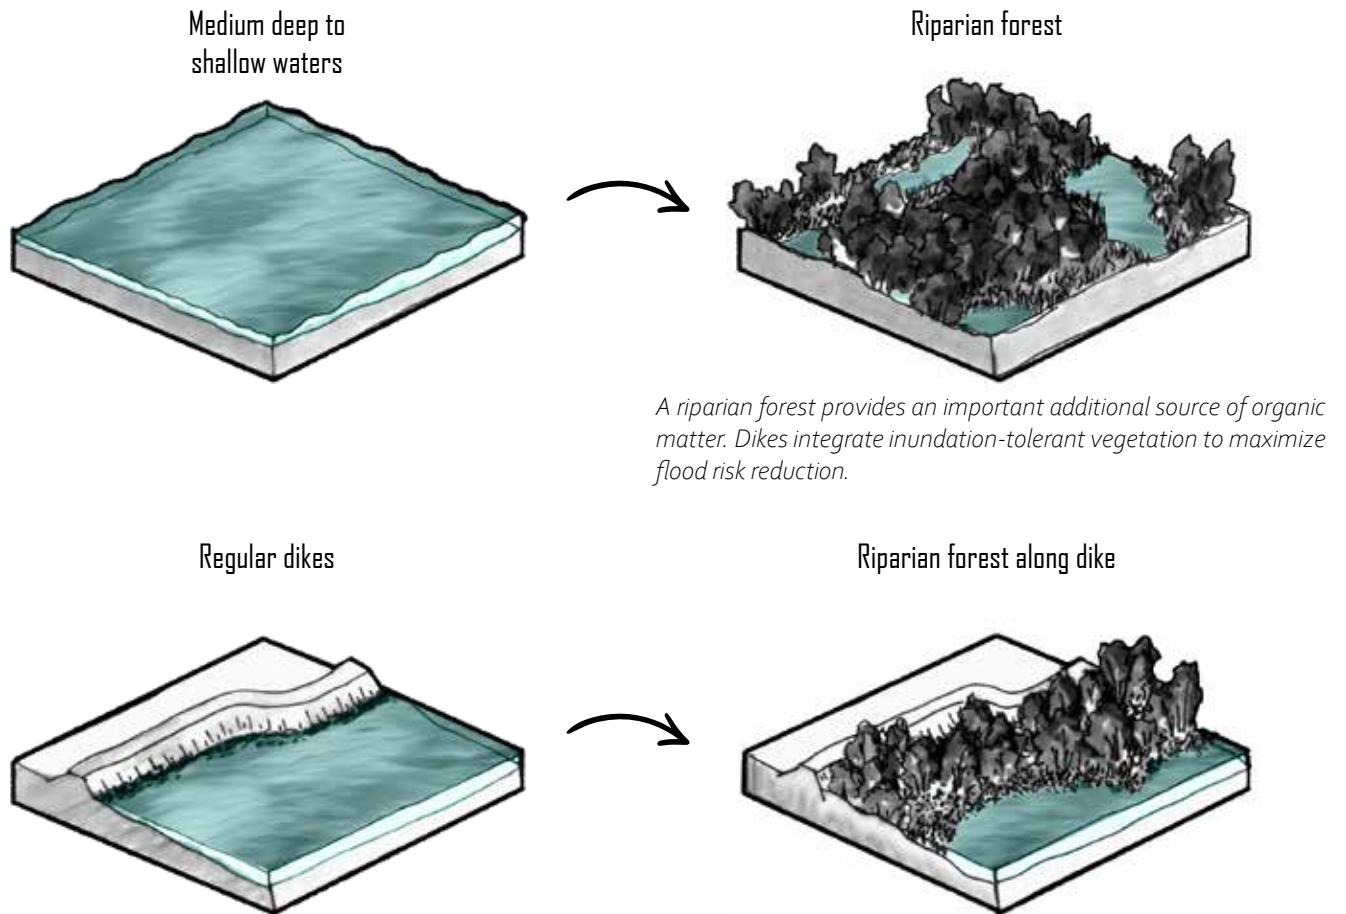 Medium deep to
shallow waters
Riparian forest
A riparian forest provides an important additional source of organic
matter. Dikes integrate inundation-tolerant vegetation to maximize
flood risk reduction.
Regular dikes
Riparian forest along dike